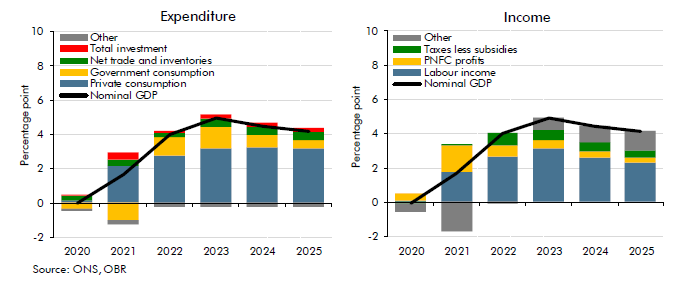 Expenditure
Percentage point
10
8
6
4
2
0
-2
Other
Total investment
Net trade and inventories
Government consumption
Private consumption
Nominal GDP
2020 2021 2022 2023 2024 2025
Income
Percentage point
10
8
6
4
2
0
-2
Other
Taxes less subsidies
PNFC profits
Labour income
Nominal GDP
2020 2021 2022 2023 2024 2025
Source: ONS, OBR